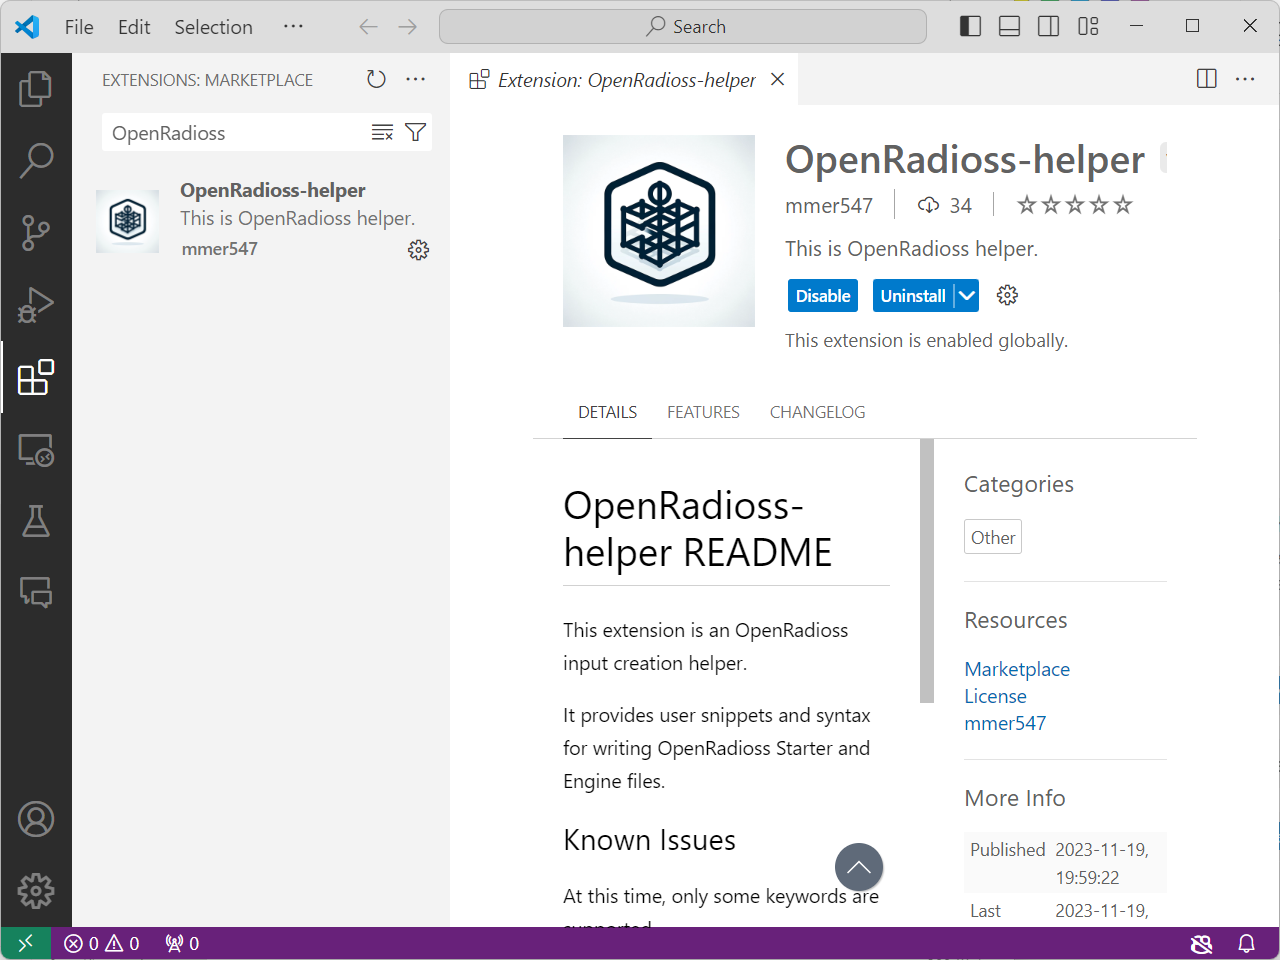 File Edit Selection ···
Search
EXTENSIONS: MARKETPLACE
OpenRadioss
OpenRadioss-helper
This is OpenRadioss helper.
mmer547
Extension: OpenRadioss-helper
OpenRadioss-helper
mmer547 34
This is OpenRadioss helper.
Disable Uninstall
This extension is enabled globally.
DETAILS FEATURES CHANGELOG
OpenRadioss-
helper README
This extension is an OpenRadioss
input creation helper.
It provides user snippets and syntax
for writing OpenRadioss Starter and
Engine files.
Known Issues
At this time, only some keywords are
supported.
Categories
Other
Resources
Marketplace
License
mmer547
More Info
Published 2023-11-19,
19:59:22
Last 2023-11-19,
0 0 0